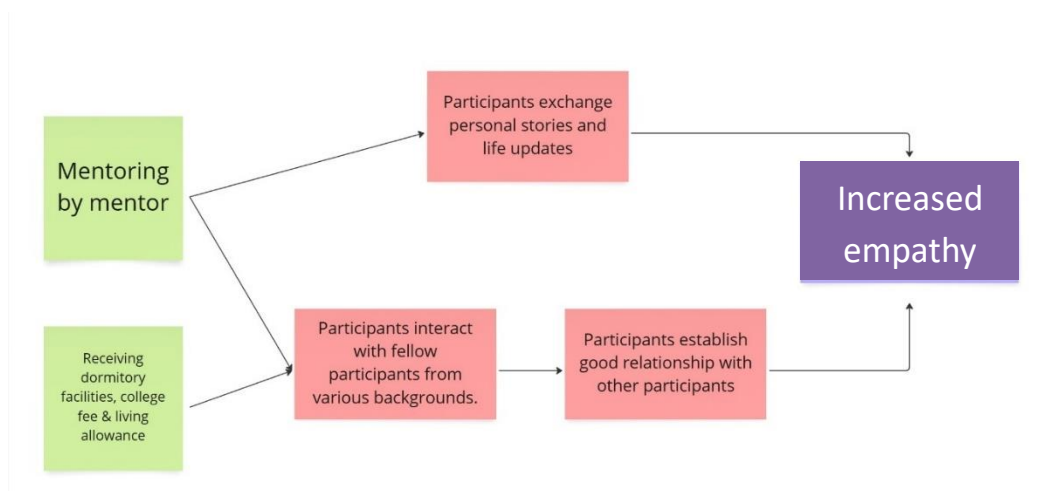 Participants exchange
personal stories and
life updates
Mentoring
by mentor
Increased
empathy
Participants interact
with fellow
participants from
various backgrounds.
Participants establish
good relationship with
other participants
Receiving
dormitory
facilities, college
fee & living
allowance